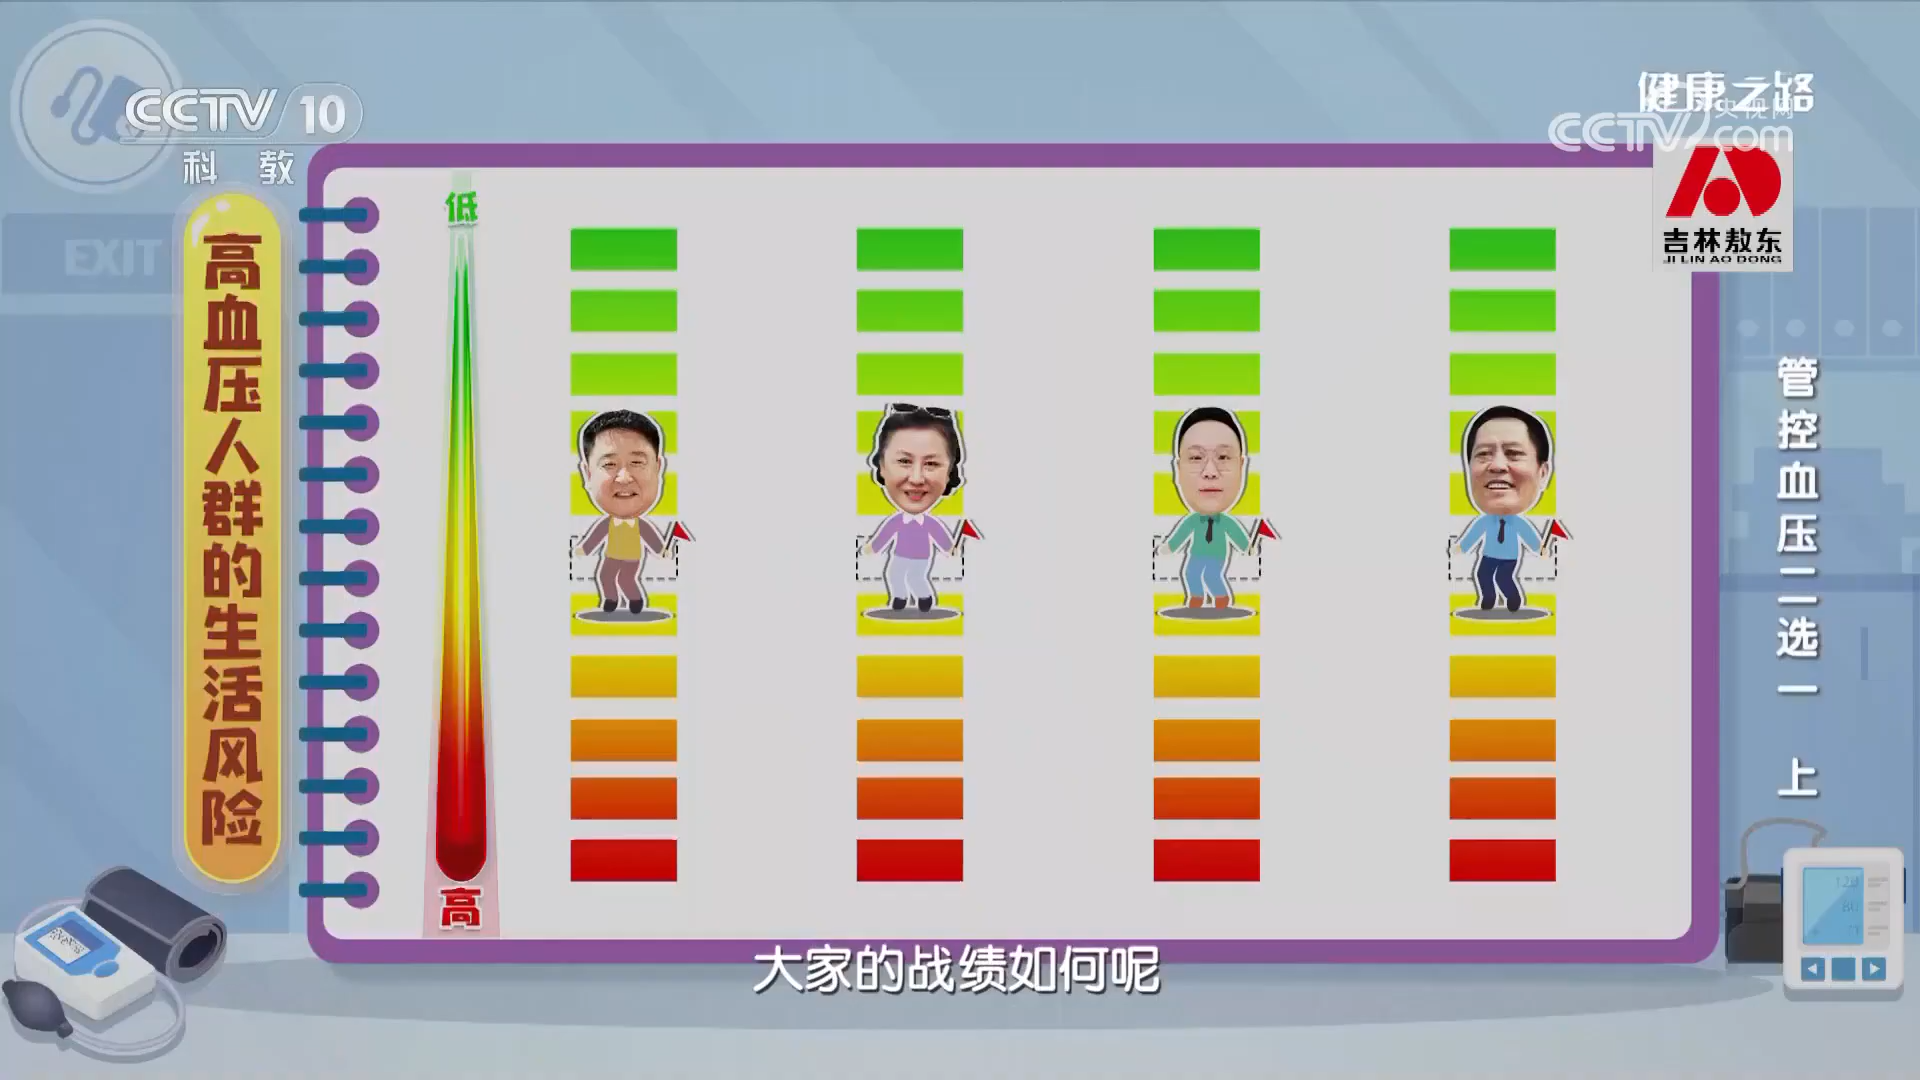 CCTV 10
科 教
健康之路
央视网
CCTV.com
吉林敖东
JI LIN AO DONG
EXIT
高血压人群的生活风险
低
高
管控血压二选一 上
大家的战绩如何呢